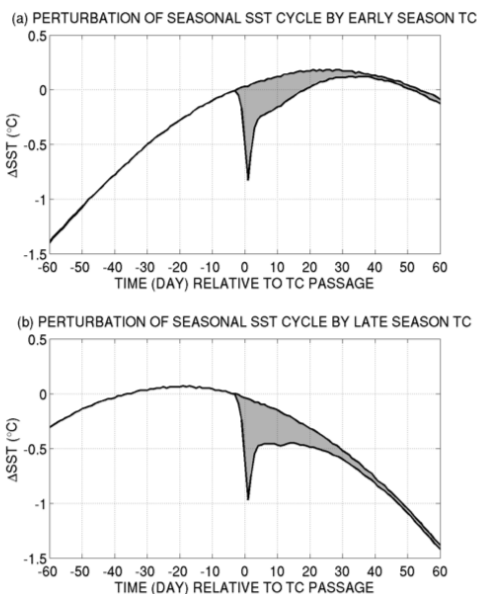 (a) PERTURBATION OF SEASONAL SST CYCLE BY EARLY SEASON TC
0.5
0
-0.5
-1
-1.5
ΔSST (°C)
-60 -50 -40 -30 -20 -10 0 10 20 30 40 50 60
TIME (DAY) RELATIVE TO TC PASSAGE
(b) PERTURBATION OF SEASONAL SST CYCLE BY LATE SEASON TC
0.5
0
-0.5
-1
-1.5
ΔSST (°C)
-60 -50 -40 -30 -20 -10 0 10 20 30 40 50 60
TIME (DAY) RELATIVE TO TC PASSAGE